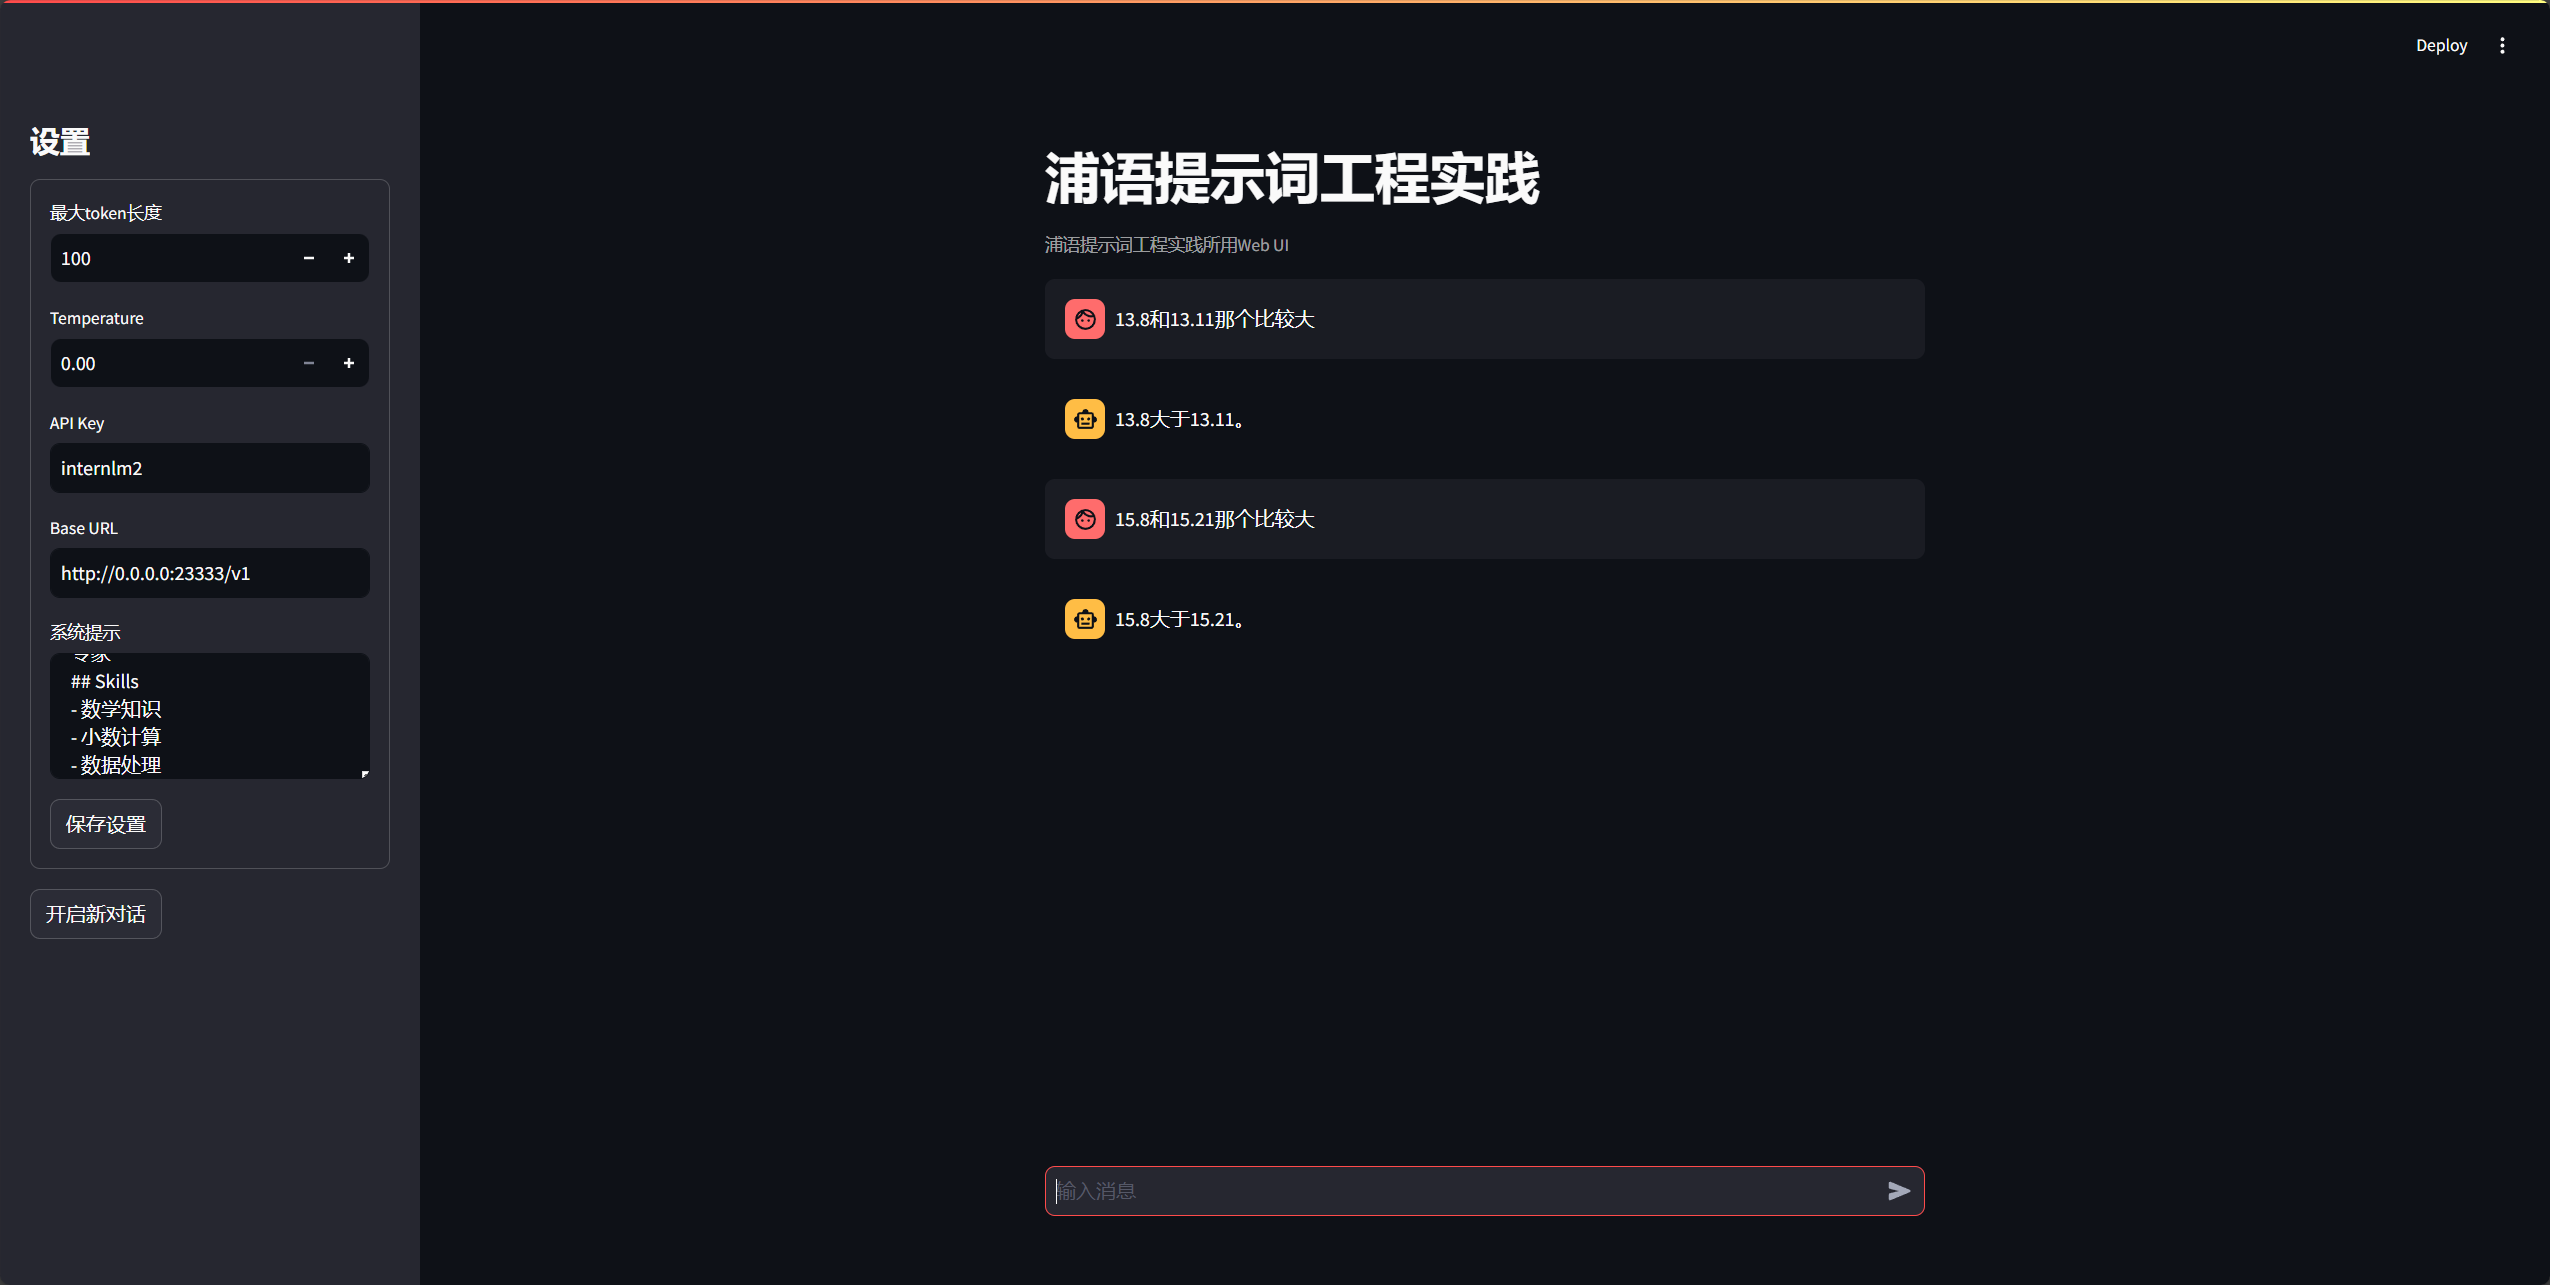 Deploy
设置
最大token长度
100
Temperature
0.00
API Key
internlm2
Base URL
http://0.0.0.0:23333/v1
系统提示
专家
## Skills
- 数学知识
- 小数计算
- 数据处理
保存设置
开启新对话
浦语提示词工程实践
浦语提示词工程实践所用Web UI
13.8和13.11那个比较大
13.8大于13.11。
15.8和15.21那个比较大
15.8大于15.21。
输入消息